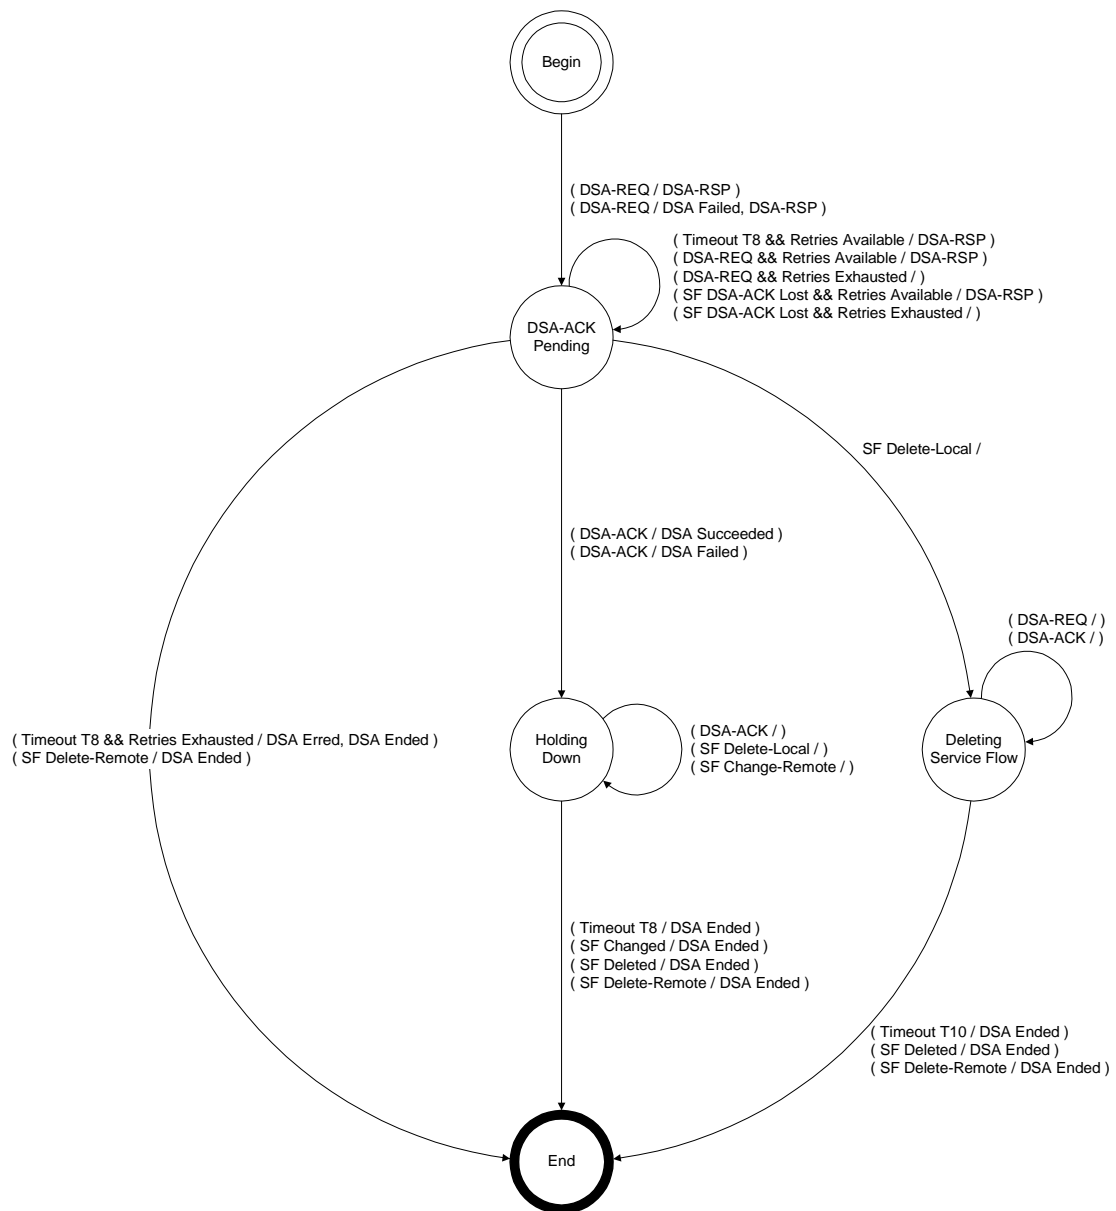 Begin
( DSA-REQ / DSA-RSP )
( DSA-REQ / DSA Failed, DSA-RSP )
( Timeout T8 && Retries Available / DSA-RSP )
( DSA-REQ && Retries Available / DSA-RSP )
( DSA-REQ && Retries Exhausted / )
( SF DSA-ACK Lost && Retries Available / DSA-RSP )
( SF DSA-ACK Lost && Retries Exhausted / )
DSA-ACK
Pending
SF Delete-Local /
( DSA-ACK / DSA Succeeded )
( DSA-ACK / DSA Failed )
( DSA-REQ / )
( DSA-ACK / )
( Timeout T8 && Retries Exhausted / DSA Erred, DSA Ended )
( SF Delete-Remote / DSA Ended )
Holding
Down
( DSA-ACK / )
( SF Delete-Local / )
( SF Change-Remote / )
Deleting
Service Flow
( Timeout T8 / DSA Ended )
( SF Changed / DSA Ended )
( SF Deleted / DSA Ended )
( SF Delete-Remote / DSA Ended )
( Timeout T10 / DSA Ended )
( SF Deleted / DSA Ended )
( SF Delete-Remote / DSA Ended )
End